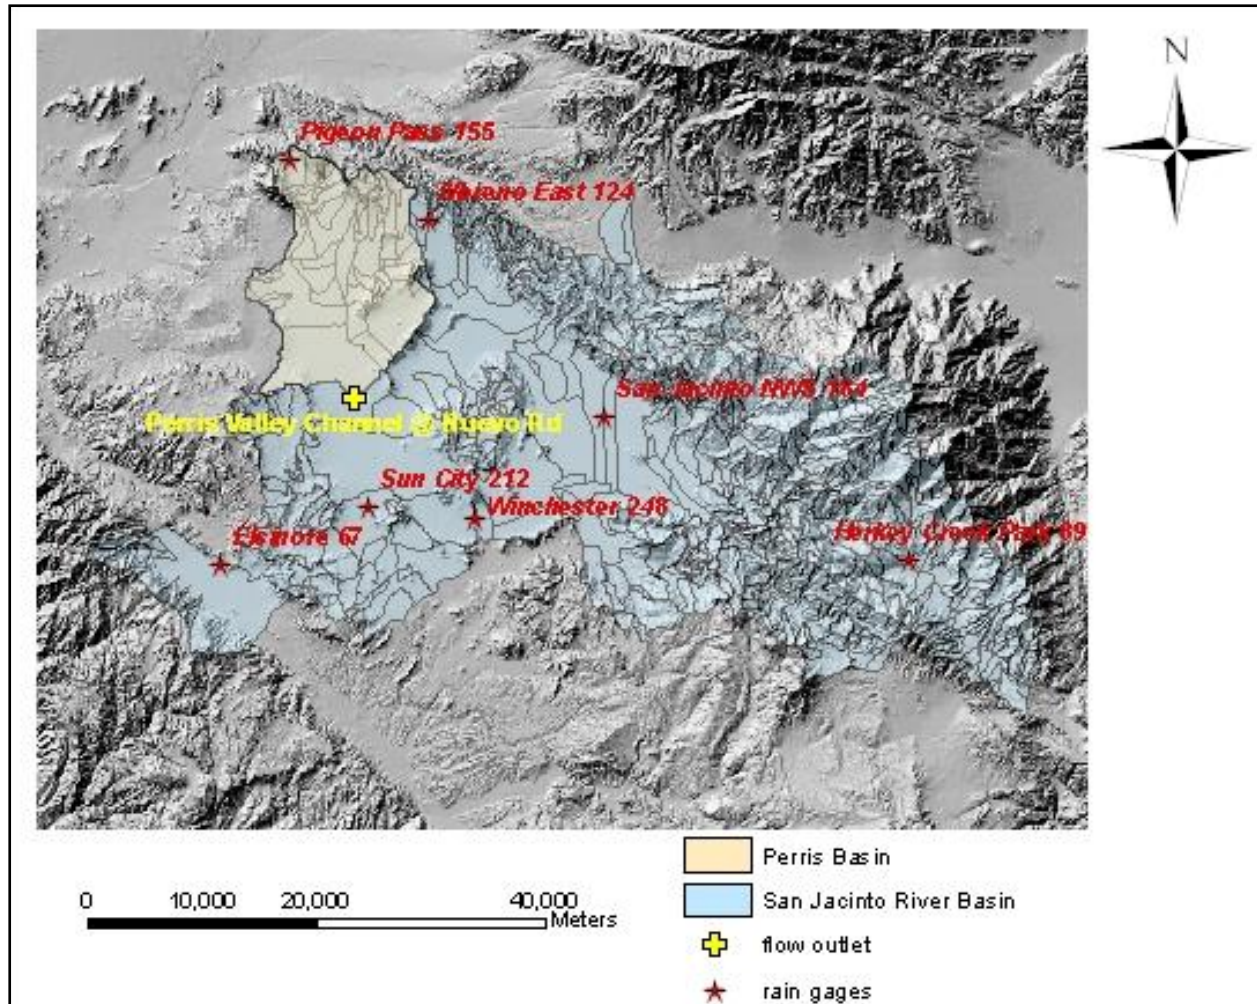 N
Pigeon Pass 155
Moreno East 124
San Jacinto NWS 184
Perris Valley Channel @ Nuevo Rd
Sun City 212
Winchester 248
Elsinore 67
Creek Park 89
0 10,000 20,000 40,000
Meters
Perris Basin
San Jacinto River Basin
flow outlet
rain gages